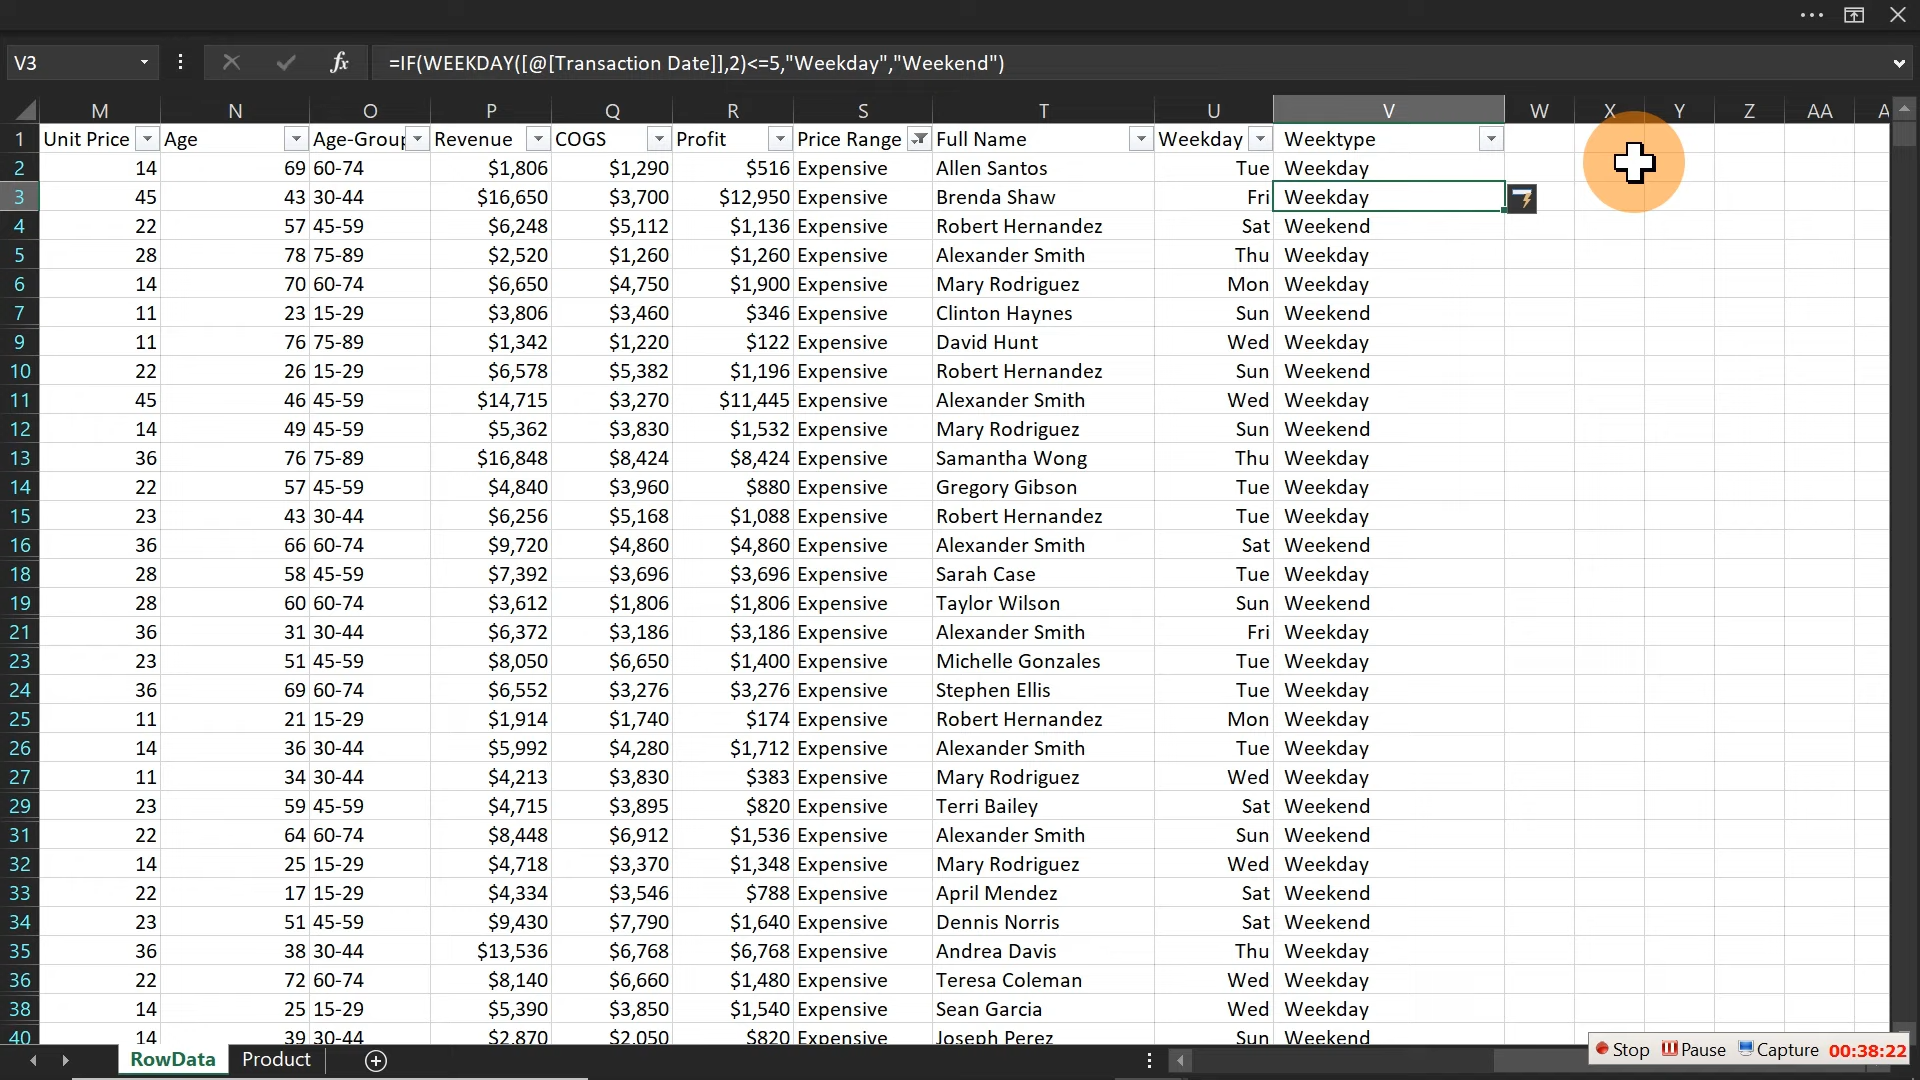 V3 fx =IF(WEEKDAY([@[Transaction Date]],2)<=5,"Weekday","Weekend")
M N O P Q R S T U V W X Y Z AA A
1 Unit Price Age Age-Group Revenue COGS Profit Price Range Full Name Weekday Weektype
2 14 69 60-74 $1,806 $1,290 $516 Expensive Allen Santos Tue Weekday
3 45 43 30-44 $16,650 $3,700 $12,950 Expensive Brenda Shaw Fri Weekday
4 22 57 45-59 $6,248 $5,112 $1,136 Expensive Robert Hernandez Sat Weekend
5 28 78 75-89 $2,520 $1,260 $1,260 Expensive Alexander Smith Thu Weekday
6 14 70 60-74 $6,650 $4,750 $1,900 Expensive Mary Rodriguez Mon Weekday
7 11 23 15-29 $3,806 $3,460 $346 Expensive Clinton Haynes Sun Weekend
9 11 76 75-89 $1,342 $1,220 $122 Expensive David Hunt Wed Weekday
10 22 26 15-29 $6,578 $5,382 $1,196 Expensive Robert Hernandez Sun Weekend
11 45 46 45-59 $14,715 $3,270 $11,445 Expensive Alexander Smith Wed Weekday
12 14 49 45-59 $5,362 $3,830 $1,532 Expensive Mary Rodriguez Sun Weekend
13 36 76 75-89 $16,848 $8,424 $8,424 Expensive Samantha Wong Thu Weekday
14 22 57 45-59 $4,840 $3,960 $880 Expensive Gregory Gibson Tue Weekday
15 23 43 30-44 $6,256 $5,168 $1,088 Expensive Robert Hernandez Tue Weekday
16 36 66 60-74 $9,720 $4,860 $4,860 Expensive Alexander Smith Sat Weekend
18 28 58 45-59 $7,392 $3,696 $3,696 Expensive Sarah Case Tue Weekday
19 28 60 60-74 $3,612 $1,806 $1,806 Expensive Taylor Wilson Sun Weekend
21 36 31 30-44 $6,372 $3,186 $3,186 Expensive Alexander Smith Fri Weekday
23 23 51 45-59 $8,050 $6,650 $1,400 Expensive Michelle Gonzales Tue Weekday
24 36 69 60-74 $6,552 $3,276 $3,276 Expensive Stephen Ellis Tue Weekday
25 11 21 15-29 $1,914 $1,740 $174 Expensive Robert Hernandez Mon Weekday
26 14 36 30-44 $5,992 $4,280 $1,712 Expensive Alexander Smith Tue Weekday
27 11 34 30-44 $4,213 $3,830 $383 Expensive Mary Rodriguez Wed Weekday
29 23 59 45-59 $4,715 $3,895 $820 Expensive Terri Bailey Sat Weekend
31 22 64 60-74 $8,448 $6,912 $1,536 Expensive Alexander Smith Sun Weekend
32 14 25 15-29 $4,718 $3,370 $1,348 Expensive Mary Rodriguez Wed Weekday
33 22 17 15-29 $4,334 $3,546 $788 Expensive April Mendez Sat Weekend
34 23 51 45-59 $9,430 $7,790 $1,640 Expensive Dennis Norris Sat Weekend
35 36 38 30-44 $13,536 $6,768 $6,768 Expensive Andrea Davis Thu Weekday
36 22 72 60-74 $8,140 $6,660 $1,480 Expensive Teresa Coleman Wed Weekday
38 14 25 15-29 $5,390 $3,850 $1,540 Expensive Sean Garcia Wed Weekday
40 14 39 30-44 $2,870 $2,050 $820 Expensive Joseph Perez Sun Weekend
RowData Product Stop Pause Capture 00:38:22